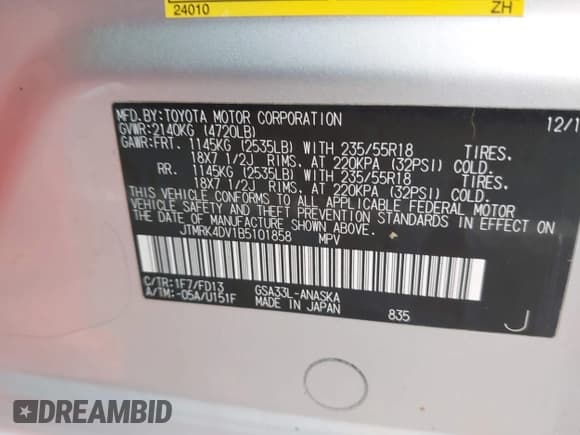 24010 ZH
MFD.BY:TOYOTA MOTOR CORPORATION 12/1
GVWR:2140KG (4720LB)
GAWR:FRT. 1145KG (2535LB) WITH 235/55R18 TIRES.
18X7 1/2J RIMS. AT 220KPA (32PSI) COLD.
RR. 1145KG (2535LB) WITH 235/55R18 TIRES.
18X7 1/2J RIMS. AT 220KPA (32PSI) COLD.
THIS VEHICLE CONFORMS TO ALL APPLICABLE FEDERAL MOTOR
VEHICLE SAFETY AND THEFT PREVENTION STANDARDS IN
EFFECT ON THE DATE OF MANUFACTURE SHOWN ABOVE.
JTMRK4DV1B5101858 MPV
C/TR:1F7/FD13 GSA33L-ANASKA
A/TM:-05A/U151F MADE IN JAPAN 835 J
DREAMBID